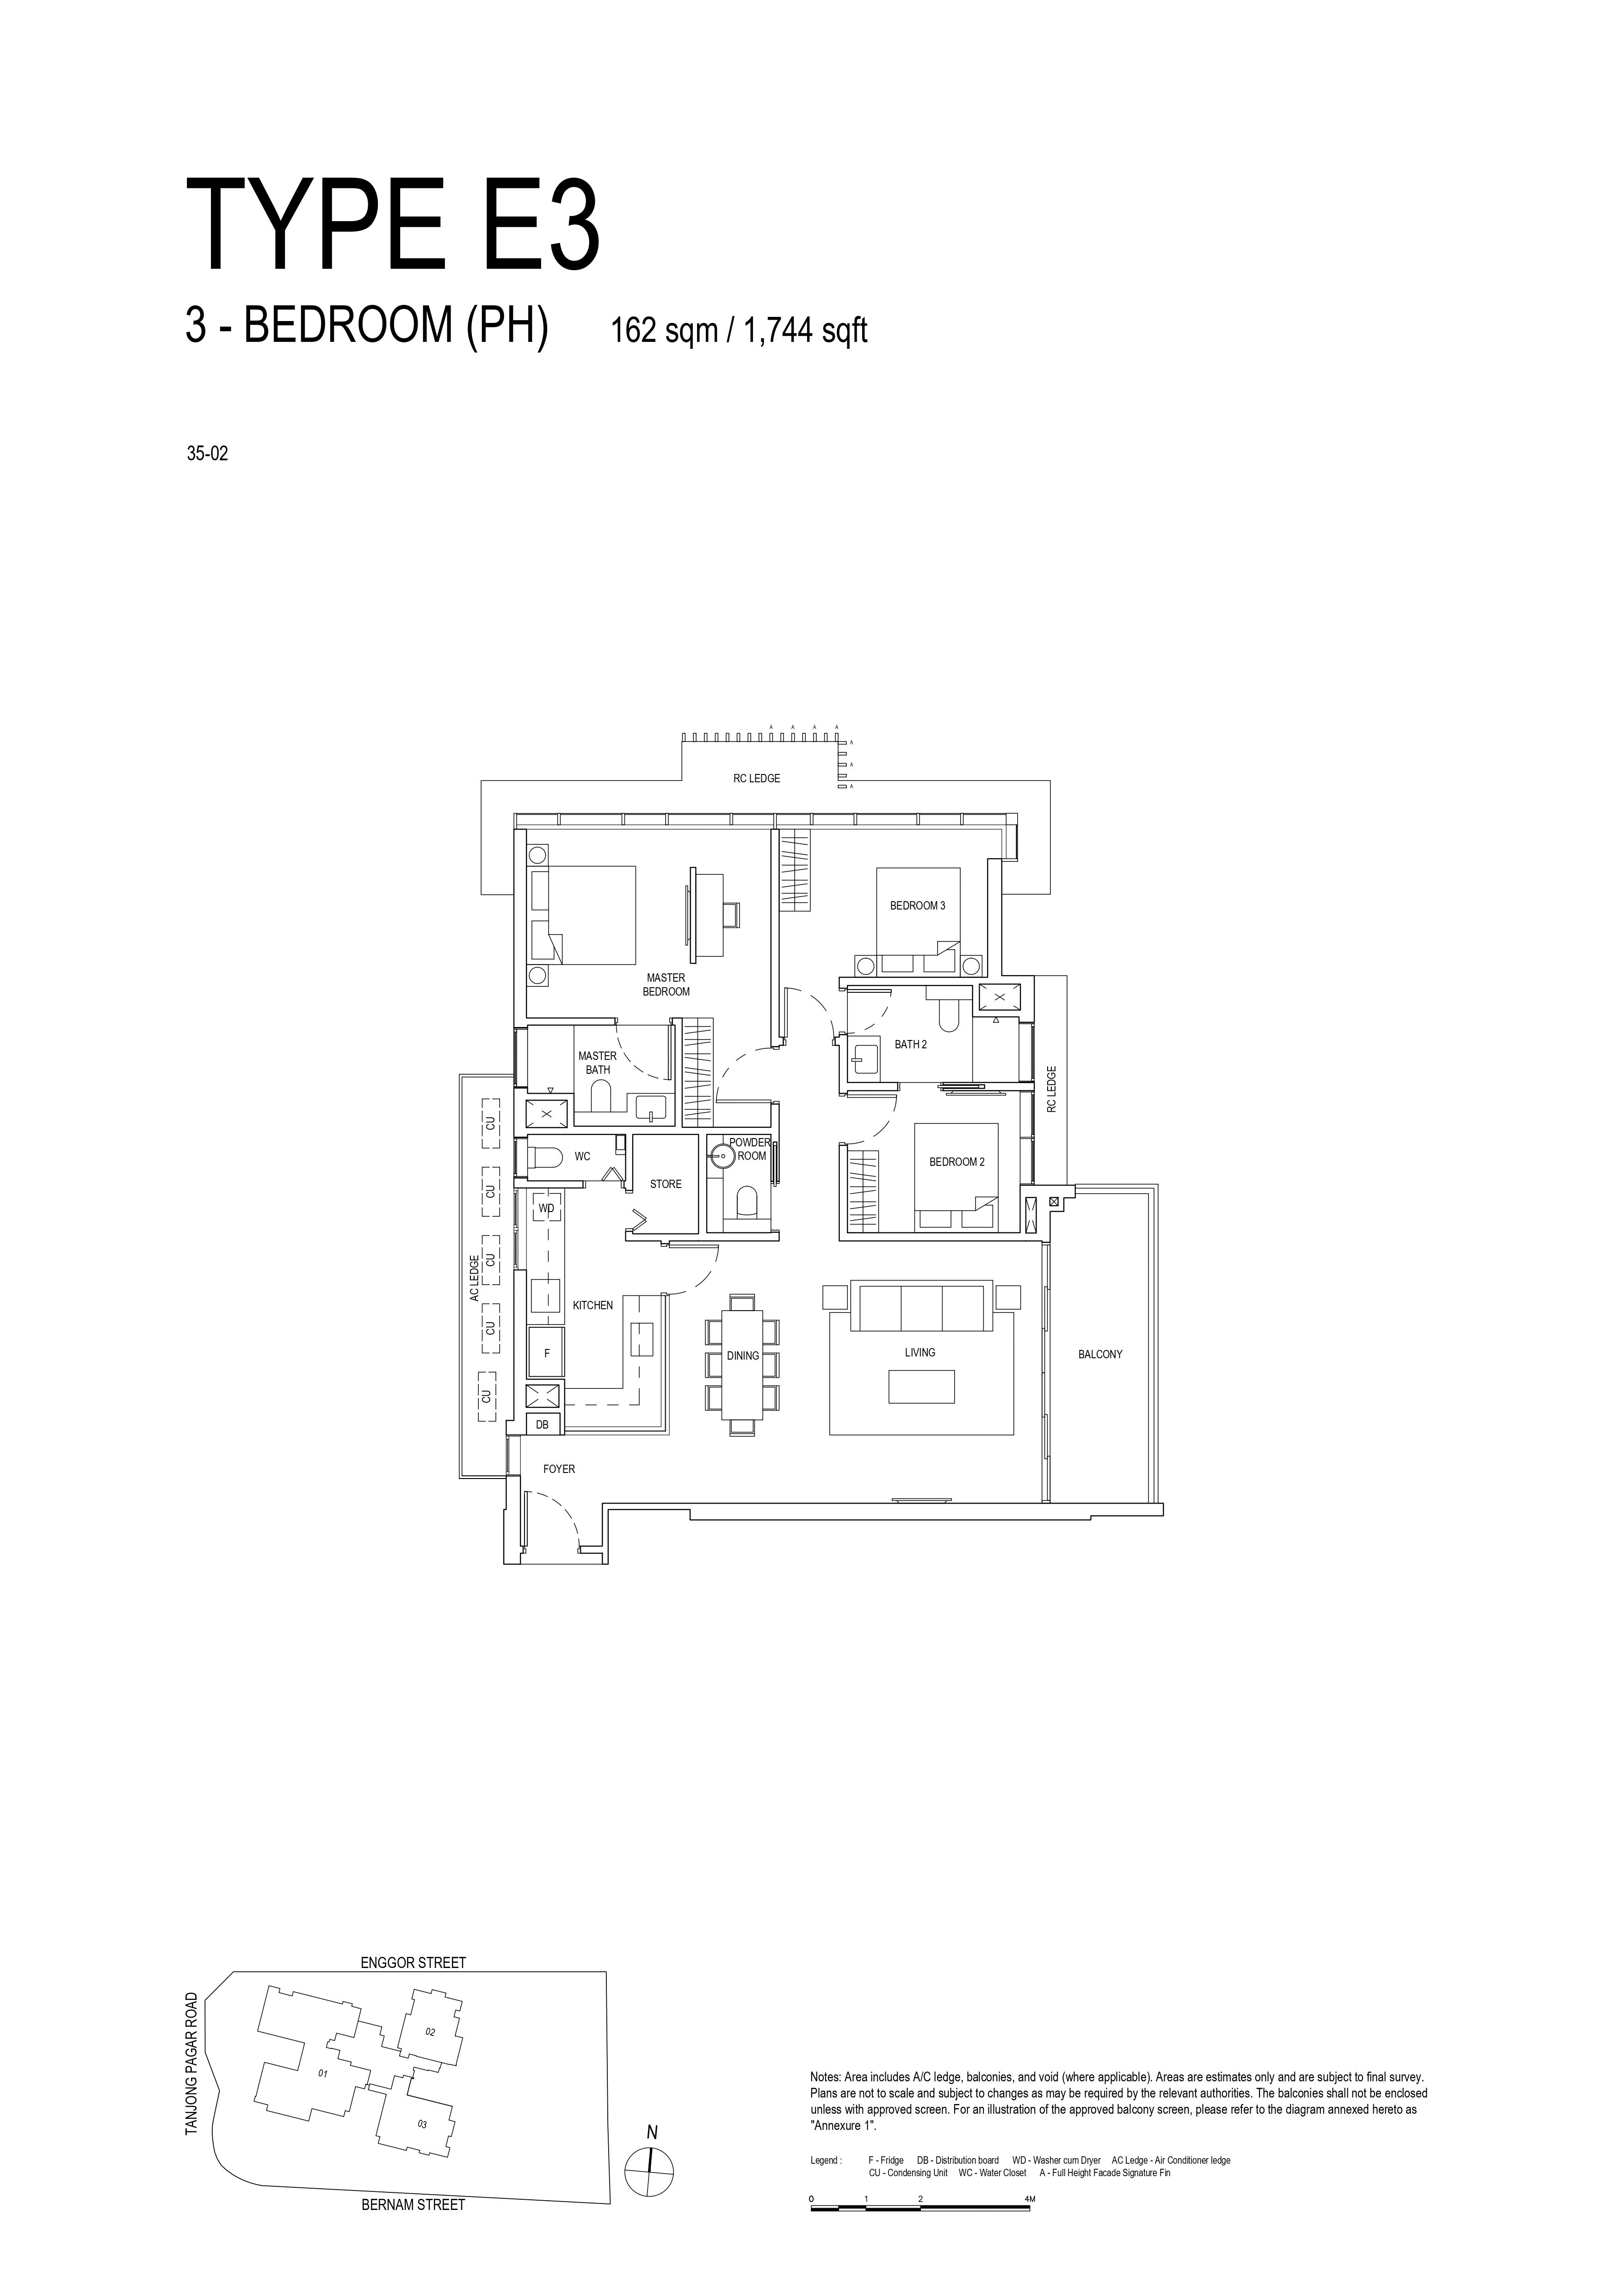 TYPE E3
3 - BEDROOM (PH) 162 sqm / 1,744 sqft
35-02
A A A A
A
A
A
RC LEDGE
BEDROOM 3
MASTER
BEDROOM
BATH 2
MASTER
BATH
RC LEDGE
CU
POWDER
ROOM
WC
BEDROOM 2
STORE
CU
WD
CU
AC LEDGE
KITCHEN
CU
F
DINING
LIVING
BALCONY
CU
DB
FOYER
ENGGOR STREET
TANJONG PAGAR ROAD
02
01
03
N
BERNAM STREET
Notes: Area includes A/C ledge, balconies, and void (where applicable). Areas are estimates only and are subject to final survey.
Plans are not to scale and subject to changes as may be required by the relevant authorities. The balconies shall not be enclosed
unless with approved screen. For an illustration of the approved balcony screen, please refer to the diagram annexed hereto as
"Annexure 1".
Legend : F - Fridge DB - Distribution board WD - Washer cum Dryer AC Ledge - Air Conditioner ledge
CU - Condensing Unit WC - Water Closet A - Full Height Facade Signature Fin
0 1 2 4M